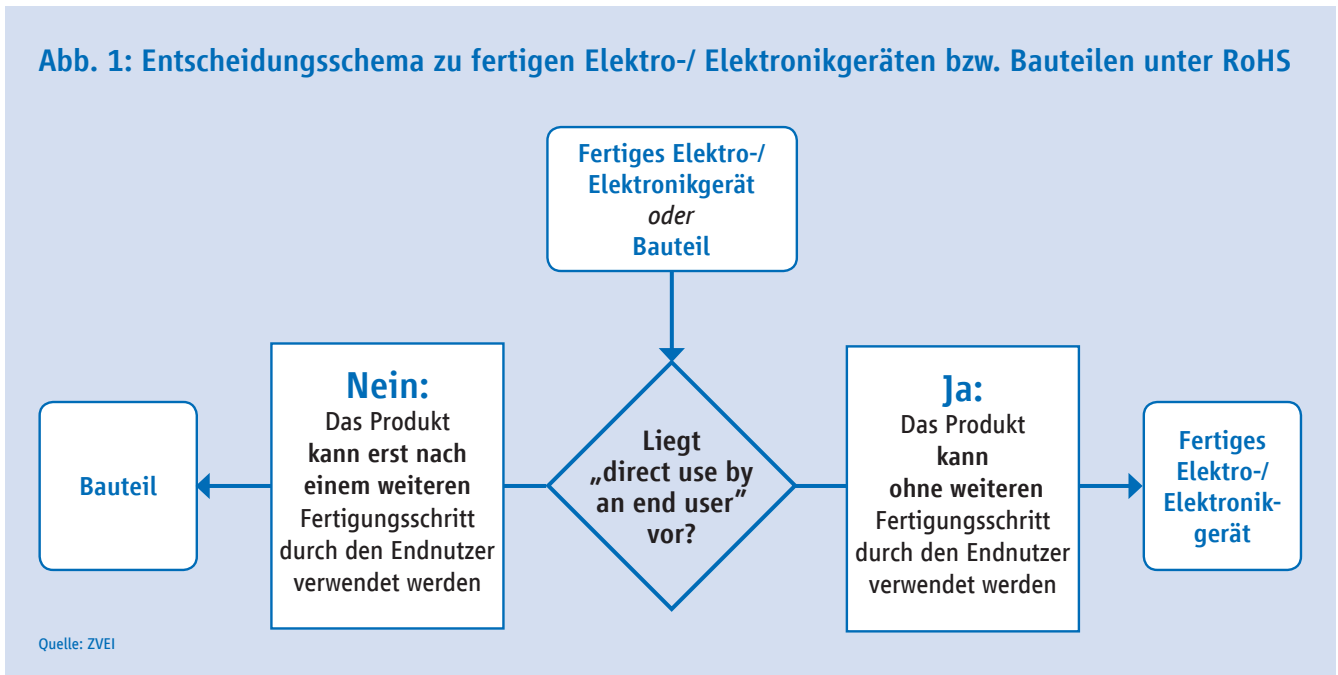 Abb. 1: Entscheidungsschema zu fertigen Elektro-/ Elektronikgeräten bzw. Bauteilen unter RoHS
Fertiges Elektro-/
Elektronikgerät
oder
Bauteil
Bauteil
Nein:
Das Produkt
kann erst nach
einem weiteren
Fertigungsschritt
durch den Endnutzer
verwendet werden
Liegt
„direct use by
an end user”
vor?
Ja:
Das Produkt
kann
ohne weiteren
Fertigungsschritt
durch den Endnutzer
verwendet werden
Fertiges
Elektro-/
Elektronik-
gerät
Quelle: ZVEI